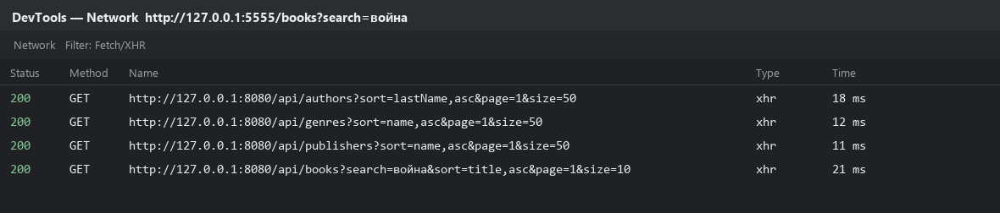 DevTools — Network http://127.0.0.1:5555/books?search=война
Network Filter: Fetch/XHR
Status Method Name Type Time
200 GET http://127.0.0.1:8080/api/authors?sort=lastName,asc&page=1&size=50 xhr 18 ms
200 GET http://127.0.0.1:8080/api/genres?sort=name,asc&page=1&size=50 xhr 12 ms
200 GET http://127.0.0.1:8080/api/publishers?sort=name,asc&page=1&size=50 xhr 11 ms
200 GET http://127.0.0.1:8080/api/books?search=война&sort=title,asc&page=1&size=10 xhr 21 ms